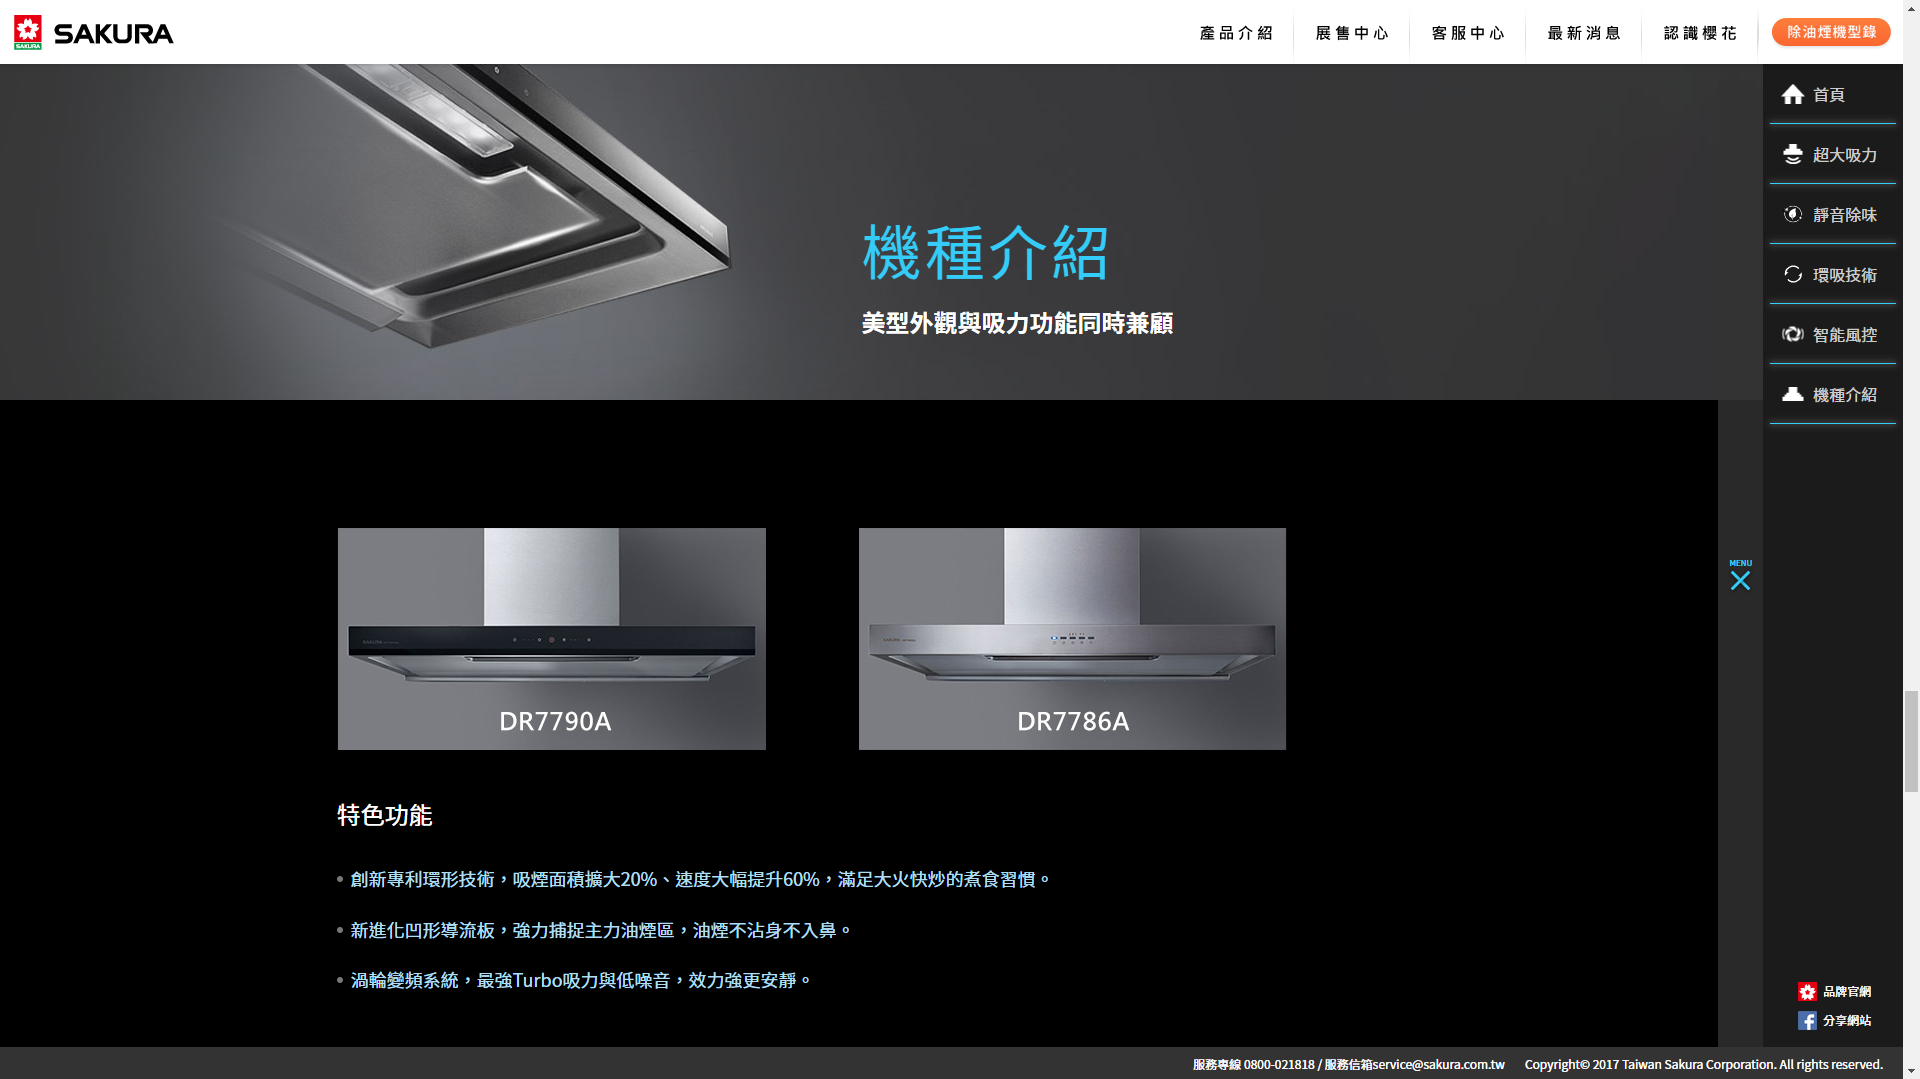 SAKURA
SAKURA
產品介紹
展售中心
客服中心
最新消息
認識櫻花
除油煙機型錄
首頁
超大吸力
靜音除味
環吸技術
智能風控
機種介紹
機種介紹
美型外觀與吸力功能同時兼顧
MENU
SAKURA
DR7790A
SAKURA
DR7786A
特色功能
創新專利環形技術，吸煙面積擴大20%、速度大幅提升60%，滿足大火快炒的煮食習慣。
新進化凹形導流板，強力捕捉主力油煙區，油煙不沾身不入鼻。
渦輪變頻系統，最強Turbo吸力與低噪音，效力強更安靜。
品牌官網
分享網站
服務專線 0800-021818 / 服務信箱service@sakura.com.tw
Copyright© 2017 Taiwan Sakura Corporation. All rights reserved.